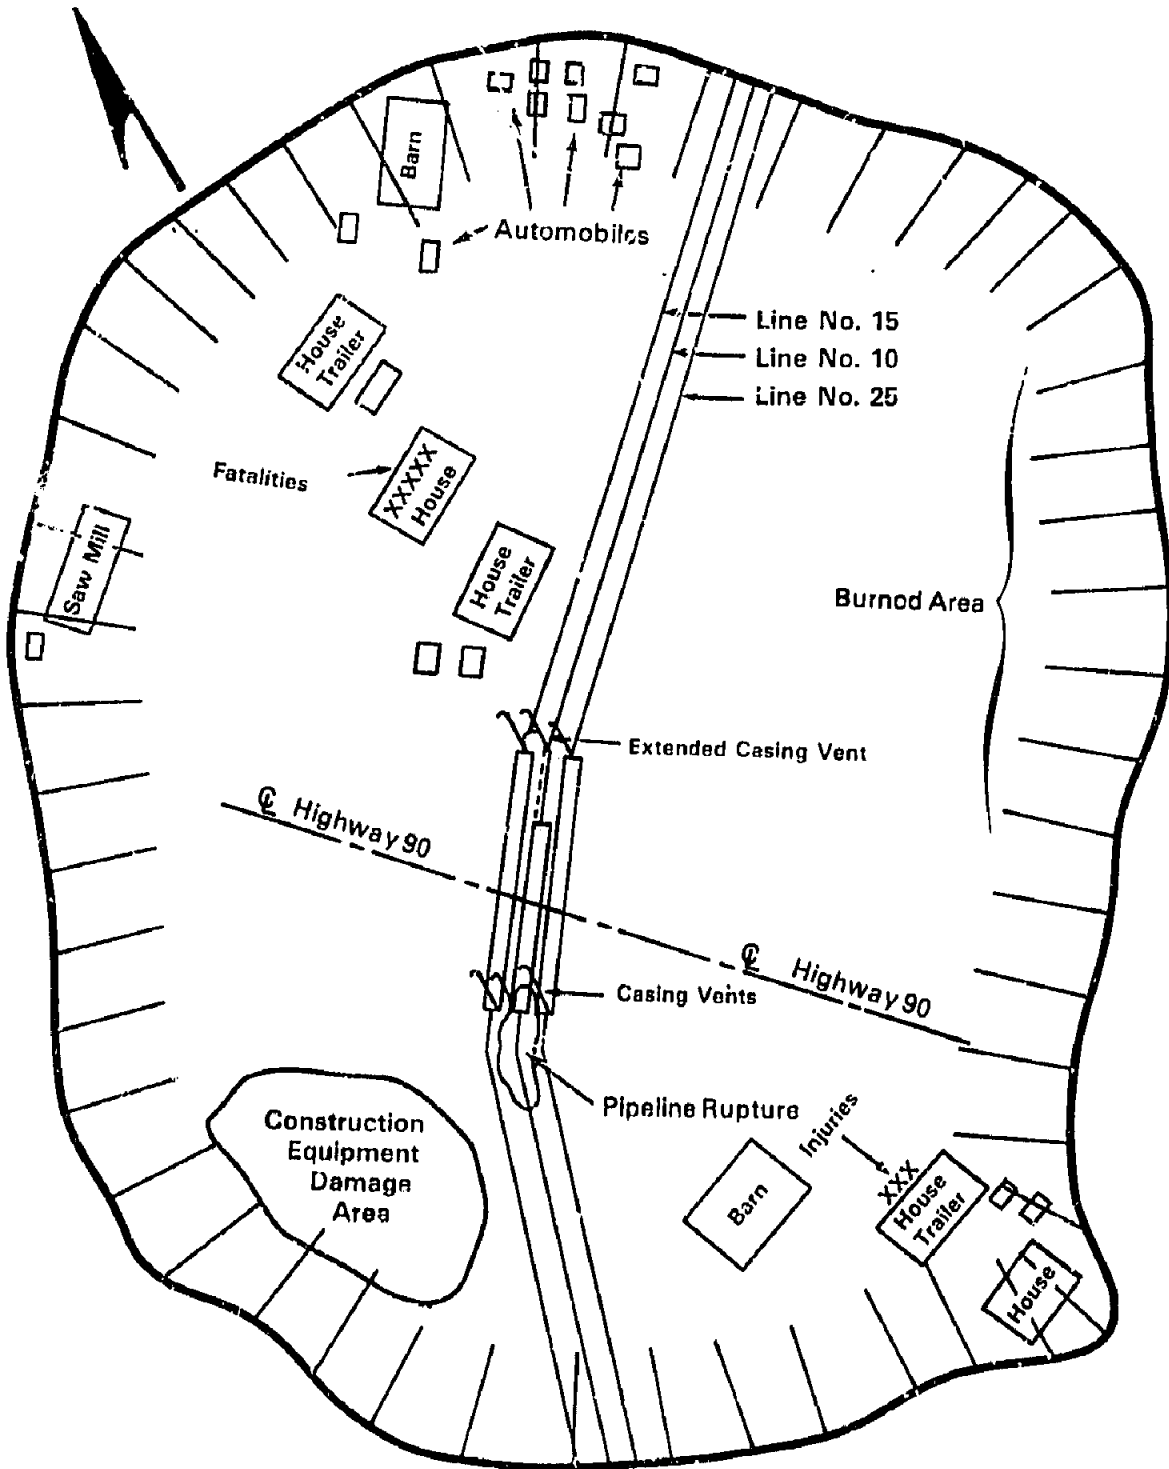 Barn
Automobiles
Line No. 15
Line No. 10
Line No. 25
House
Trailer
Fatalities
XXXXX
House
Saw Mill
House
Trailer
Burnod Area
Extended Casing Vent
℄ Highway 90
℄ Highway 90
Casing Vents
Pipeline Rupture
Construction
Equipment
Damage
Area
Injuries
XXX
House
Trailer
Barn
House